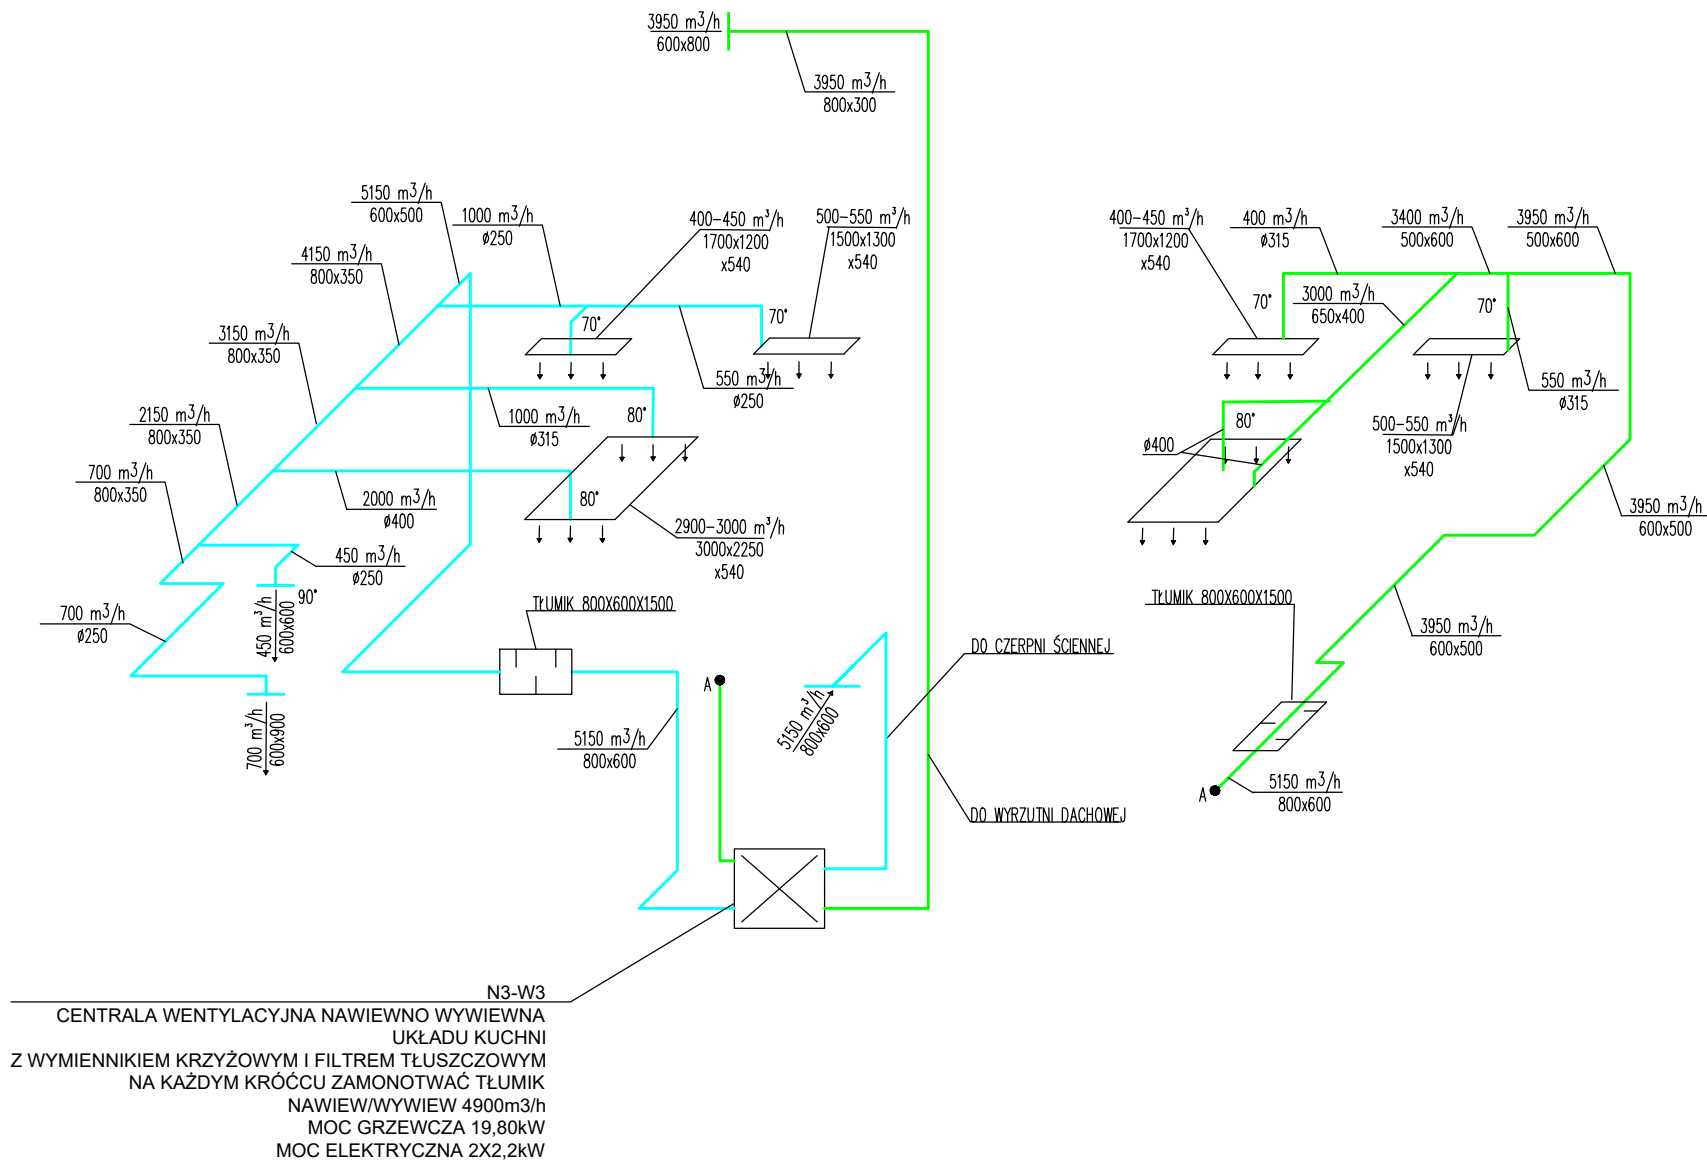 3950 m3/h
600x800
3950 m3/h
800x300
5150 m3/h
600x500
1000 m3/h
ø250
400-450 m³/h
1700x1200
x540
500-550 m³/h
1500x1300
x540
4150 m3/h
800x350
3150 m3/h
800x350
2150 m3/h
800x350
700 m3/h
800x350
70°
70°
550 m3/h
ø250
1000 m3/h
ø315
80°
2000 m3/h
ø400
80°
2900-3000 m³/h
3000x2250
x540
450 m3/h
ø250
90°
450 m³/h
600x600
700 m3/h
ø250
700 m³/h
600x900
TŁUMIK 800X600X1500
5150 m3/h
800x600
A
5150 m³/h
800x600
DO CZERPNI ŚCIENNEJ
DO WYRZUTNI DACHOWEJ
400-450 m³/h
1700x1200
x540
400 m3/h
ø315
3400 m3/h
500x600
3950 m3/h
500x600
70°
3000 m3/h
650x400
70°
550 m3/h
ø315
500-550 m³/h
1500x1300
x540
80°
ø400
3950 m3/h
600x500
TŁUMIK 800X600X1500
3950 m3/h
600x500
A
5150 m3/h
800x600
N3-W3
CENTRALA WENTYLACYJNA NAWIEWNO WYWIEWNA
UKŁADU KUCHNI
Z WYMIENNIKIEM KRZYŻOWYM I FILTREM TŁUSZCZOWYM
NA KAŻDYM KRÓĆCU ZAMONOTWAĆ TŁUMIK
NAWIEW/WYWIEW 4900m3/h
MOC GRZEWCZA 19,80kW
MOC ELEKTRYCZNA 2X2,2kW